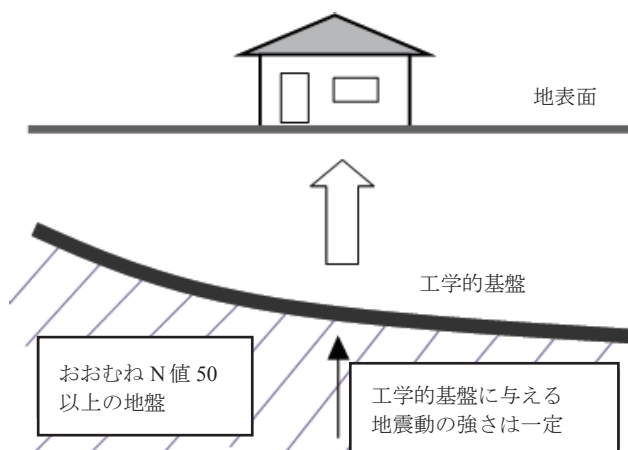 地表面
工学的基盤
おおむね N 値 50
以上の地盤
工学的基盤に与える
地震動の強さは一定